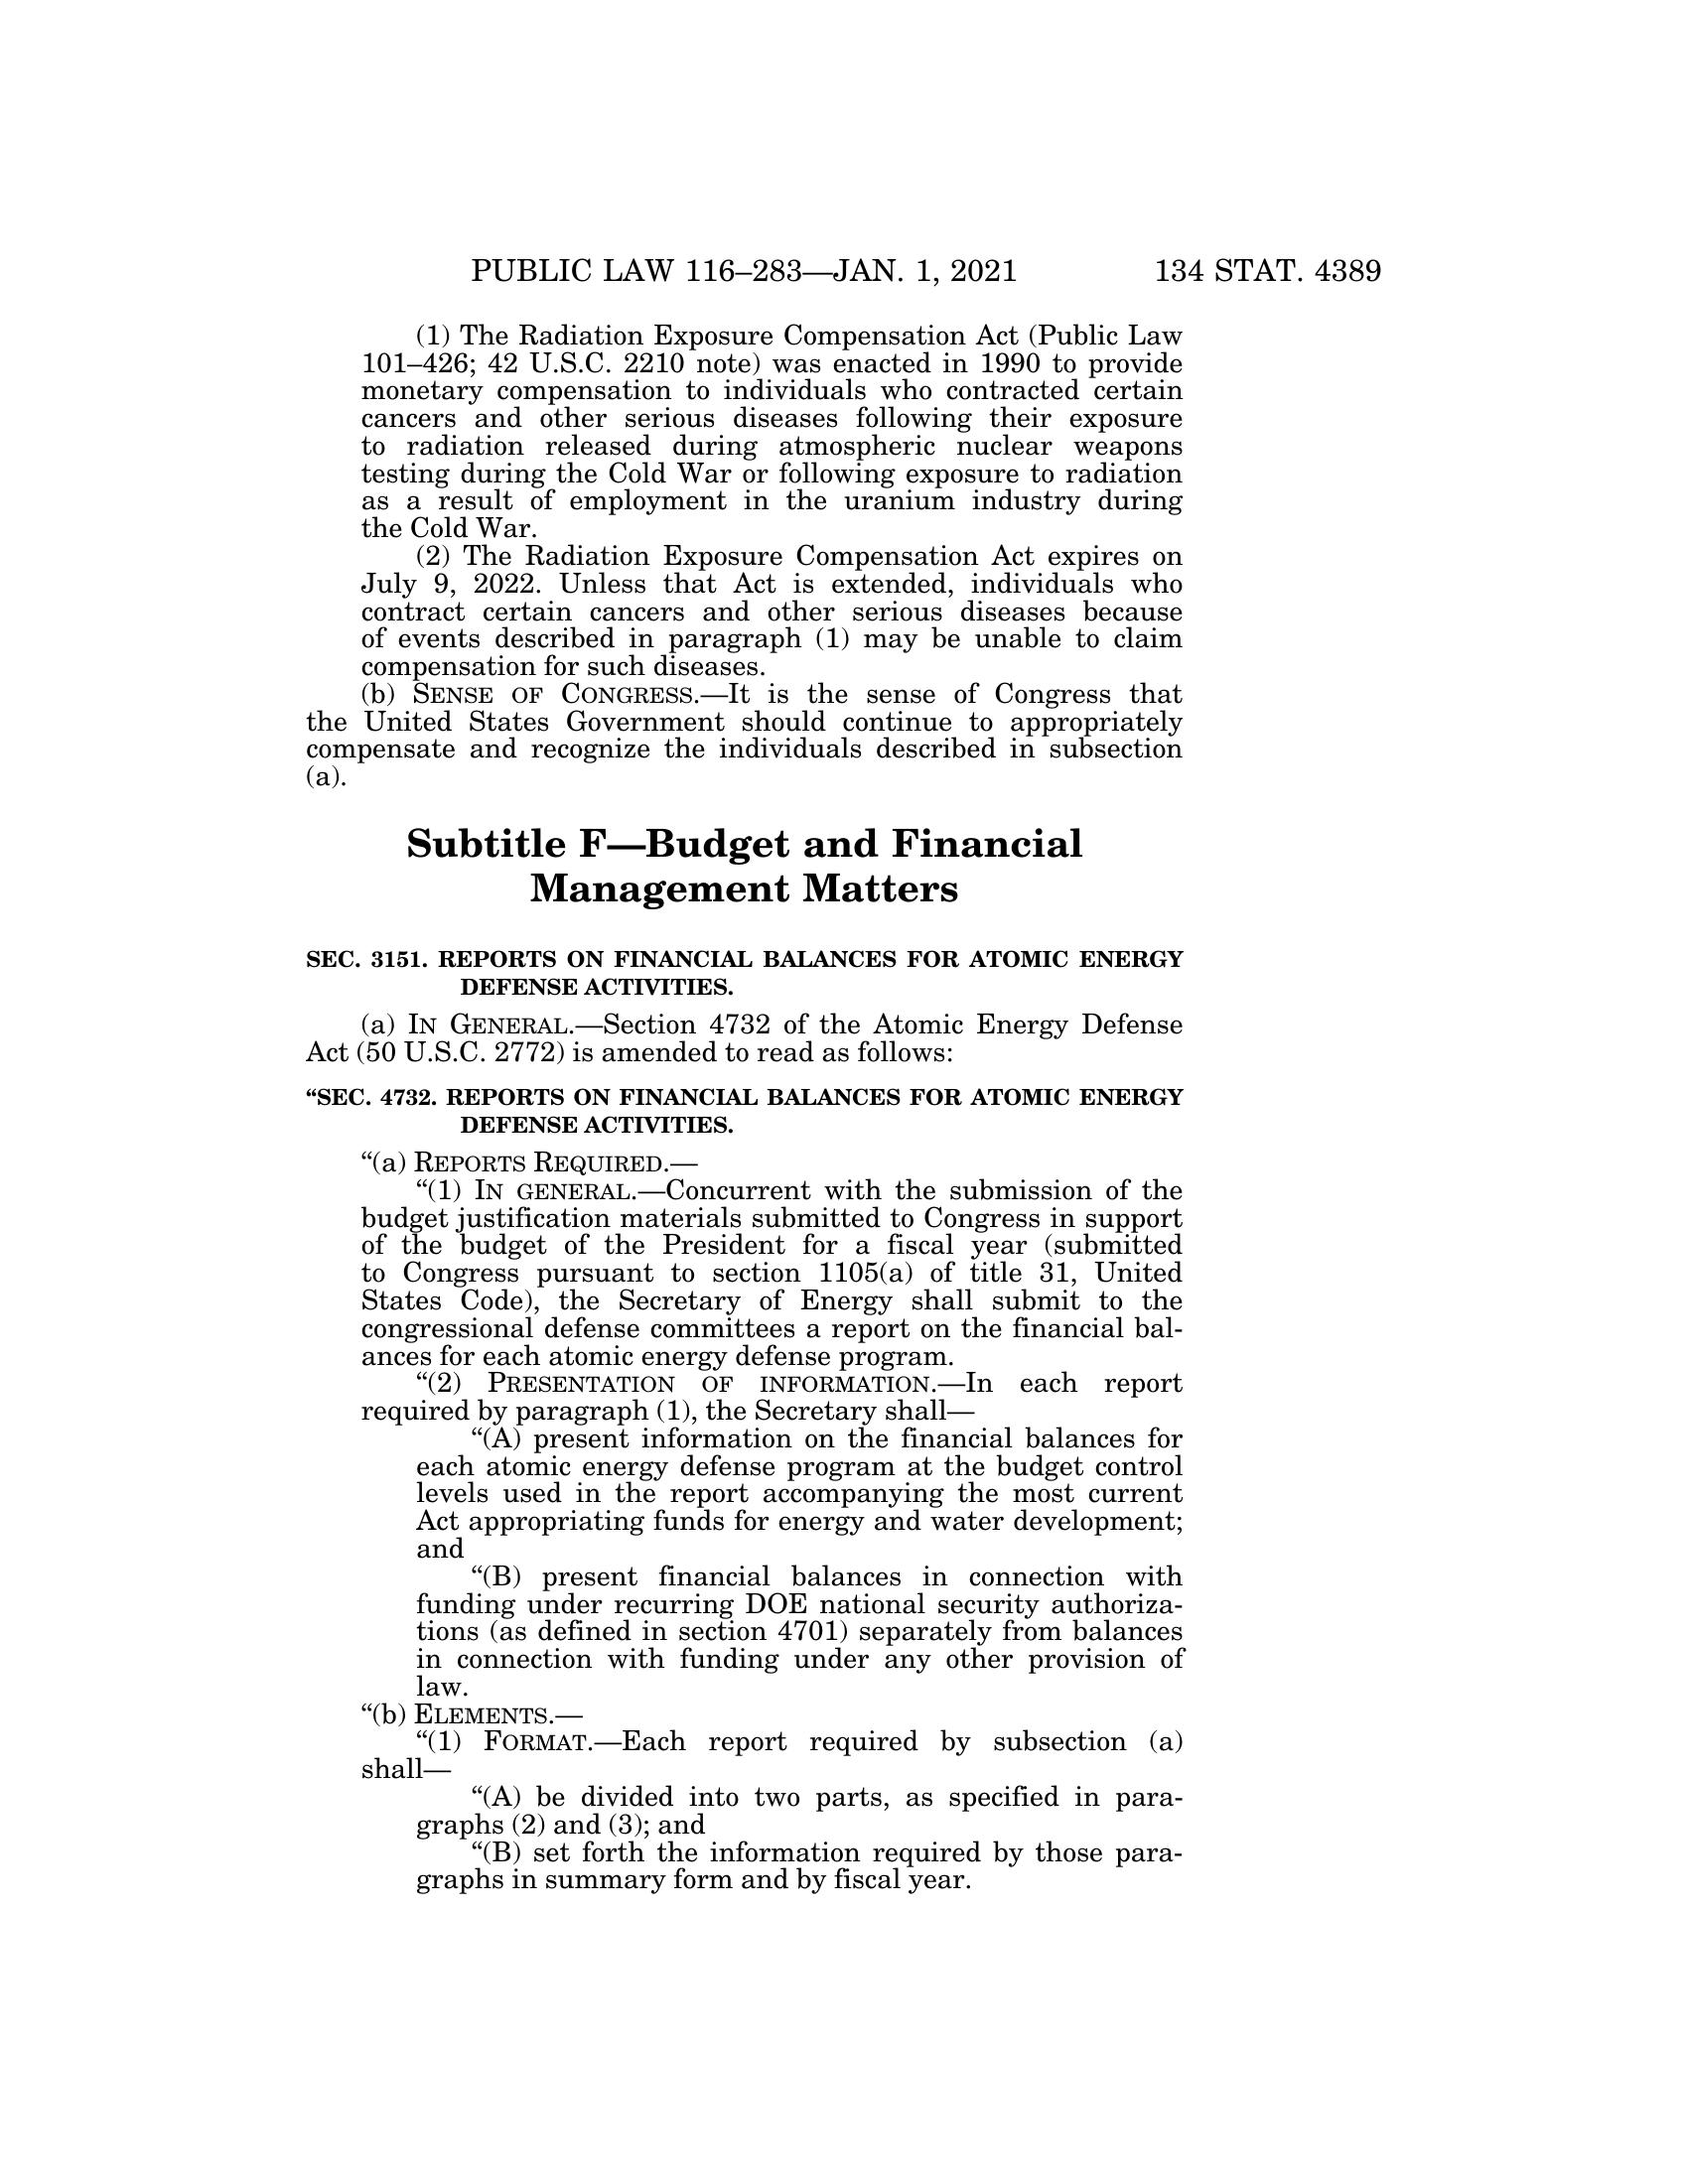 PUBLIC LAW 116–283—JAN. 1, 2021 134 STAT. 4389
(1) The Radiation Exposure Compensation Act (Public Law
101–426; 42 U.S.C. 2210 note) was enacted in 1990 to provide
monetary compensation to individuals who contracted certain
cancers and other serious diseases following their exposure
to radiation released during atmospheric nuclear weapons
testing during the Cold War or following exposure to radiation
as a result of employment in the uranium industry during
the Cold War.
(2) The Radiation Exposure Compensation Act expires on
July 9, 2022. Unless that Act is extended, individuals who
contract certain cancers and other serious diseases because
of events described in paragraph (1) may be unable to claim
compensation for such diseases.
(b) SENSE OF CONGRESS.—It is the sense of Congress that
the United States Government should continue to appropriately
compensate and recognize the individuals described in subsection
(a).
Subtitle F—Budget and Financial
Management Matters
SEC. 3151. REPORTS ON FINANCIAL BALANCES FOR ATOMIC ENERGY
DEFENSE ACTIVITIES.
(a) IN GENERAL.—Section 4732 of the Atomic Energy Defense
Act (50 U.S.C. 2772) is amended to read as follows:
“SEC. 4732. REPORTS ON FINANCIAL BALANCES FOR ATOMIC ENERGY
DEFENSE ACTIVITIES.
“(a) REPORTS REQUIRED.—
“(1) IN GENERAL.—Concurrent with the submission of the
budget justification materials submitted to Congress in support
of the budget of the President for a fiscal year (submitted
to Congress pursuant to section 1105(a) of title 31, United
States Code), the Secretary of Energy shall submit to the
congressional defense committees a report on the financial bal-
ances for each atomic energy defense program.
“(2) PRESENTATION OF INFORMATION.—In each report
required by paragraph (1), the Secretary shall—
“(A) present information on the financial balances for
each atomic energy defense program at the budget control
levels used in the report accompanying the most current
Act appropriating funds for energy and water development;
and
“(B) present financial balances in connection with
funding under recurring DOE national security authoriza-
tions (as defined in section 4701) separately from balances
in connection with funding under any other provision of
law.
“(b) ELEMENTS.—
“(1) FORMAT.—Each report required by subsection (a)
shall—
“(A) be divided into two parts, as specified in para-
graphs (2) and (3); and
“(B) set forth the information required by those para-
graphs in summary form and by fiscal year.